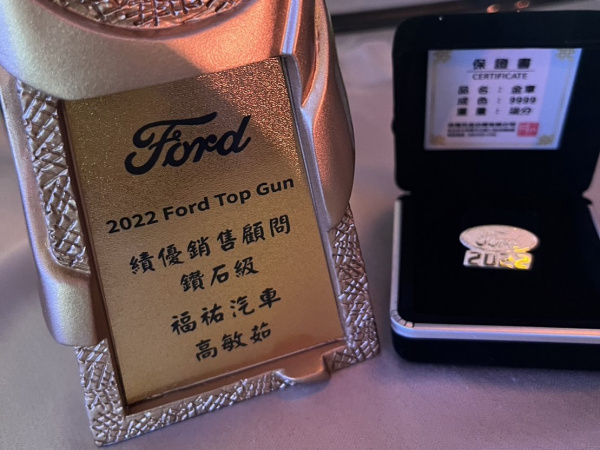 Ford
2022 Ford Top Gun
績優銷售顧問
鑽石級
福祐汽車
高敏茹
保證書
CERTIFICATE
品名：金章
成色：9999
Ford
2022